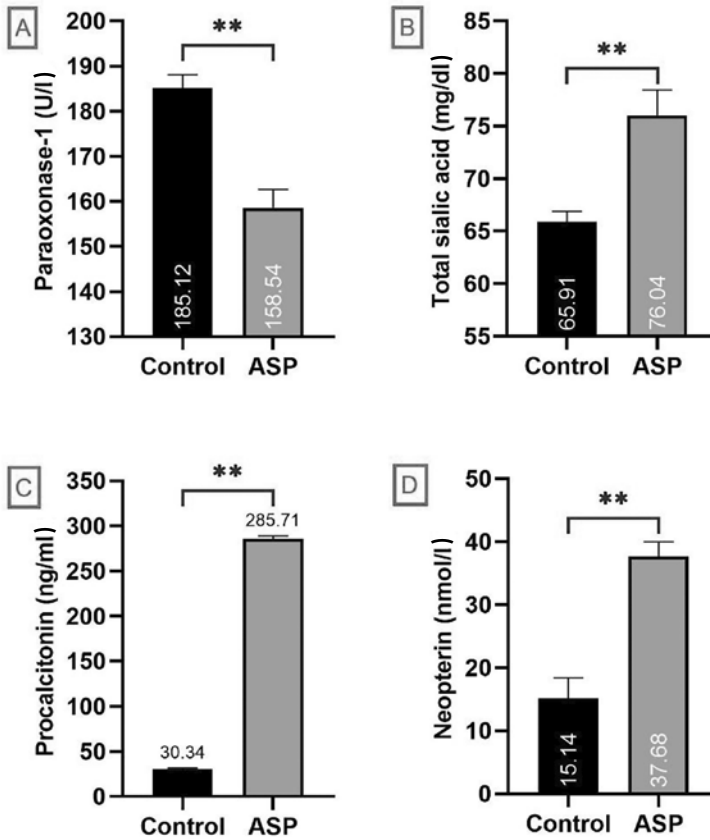 A
Paraoxonase-1 (U/l)
200
190
180
170
160
150
140
130
**
185.12
158.54
Control
ASP
B
Total sialic acid (mg/dl)
85
80
75
70
65
60
55
**
65.91
76.04
Control
ASP
C
Procalcitonin (ng/ml)
350
300
250
200
150
100
50
0
**
30.34
285.71
Control
ASP
D
Neopterin (nmol/l)
50
40
30
20
10
0
**
15.14
37.68
Control
ASP